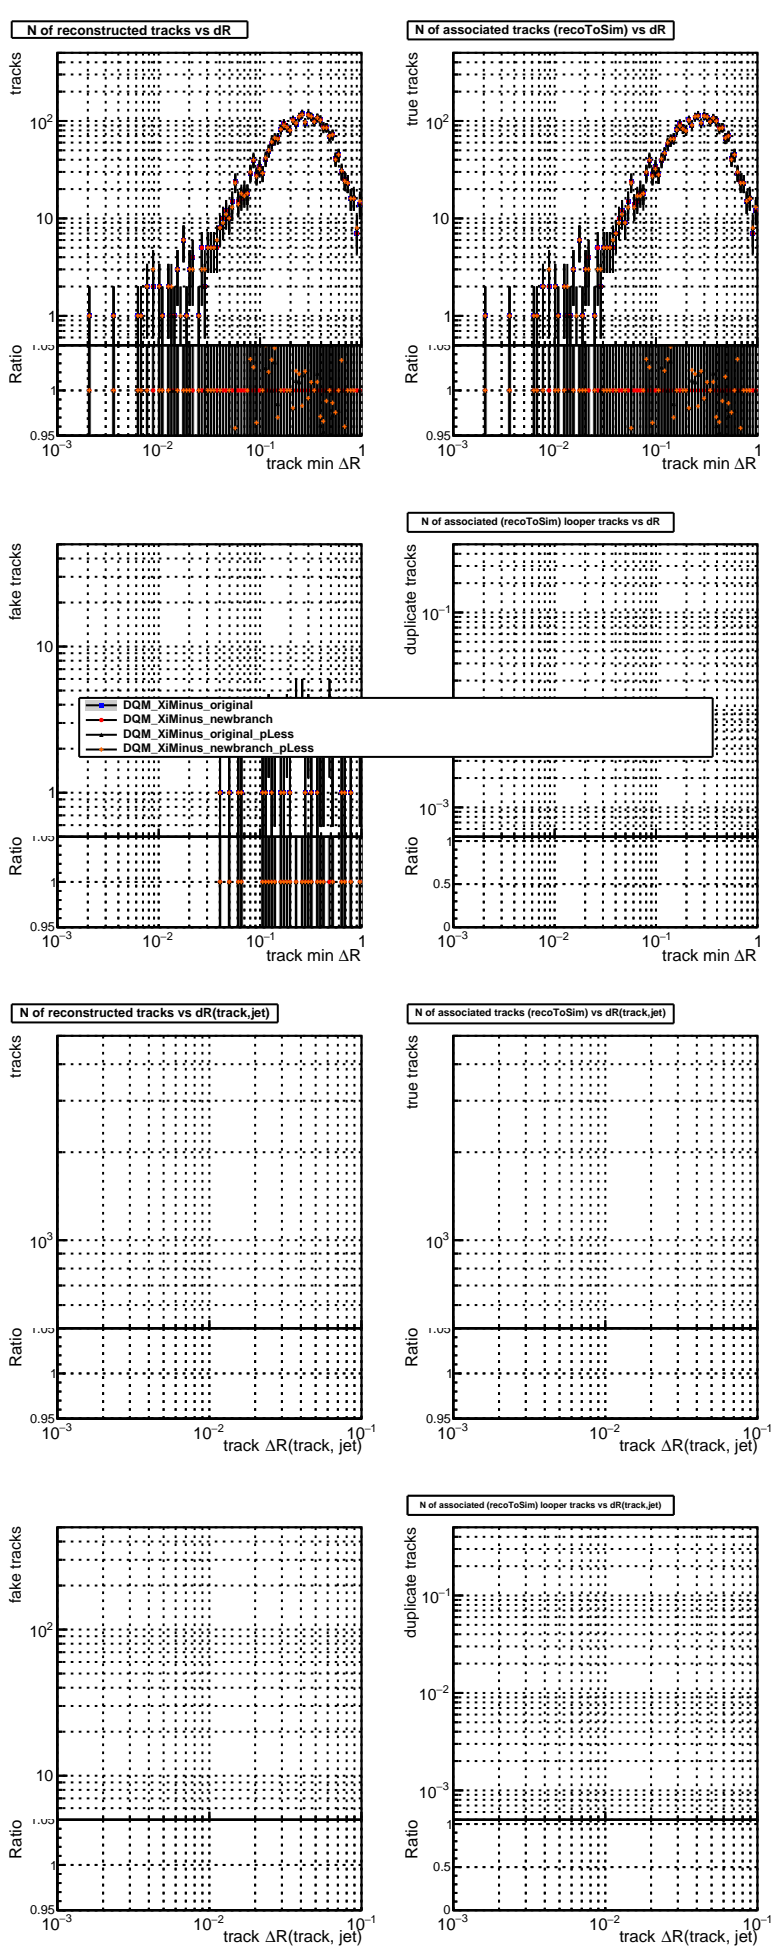 N of reconstructed tracks vs dR
N of associated tracks (recoToSim) vs dR
tracks
10²
10
1
Ratio
1.05
1
0.95
10⁻³
10⁻²
10⁻¹
1
track min ΔR
true tracks
10²
10
1
Ratio
1.05
1
0.95
10⁻³
10⁻²
10⁻¹
1
track min ΔR
N of associated (recoToSim) looper tracks vs dR
fake tracks
10
1
Ratio
1.05
1
0.95
10⁻³
10⁻²
10⁻¹
1
track min ΔR
duplicate tracks
10⁻¹
10⁻³
Ratio
1
0.5
0
10⁻³
10⁻²
10⁻¹
1
track min ΔR
DQM_XiMinus_original
DQM_XiMinus_newbranch
DQM_XiMinus_original_pLess
DQM_XiMinus_newbranch_pLess
N of reconstructed tracks vs dR(track,jet)
N of associated tracks (recoToSim) vs dR(track,jet)
tracks
10³
Ratio
1.05
1
0.95
10⁻³
10⁻²
10⁻¹
track ΔR(track, jet)
true tracks
10³
Ratio
1.05
1
0.95
10⁻³
10⁻²
10⁻¹
track ΔR(track, jet)
N of associated (recoToSim) looper tracks vs dR(track,jet)
fake tracks
10²
10
Ratio
1.05
1
0.95
10⁻³
10⁻²
10⁻¹
track ΔR(track, jet)
duplicate tracks
10⁻¹
10⁻²
10⁻³
Ratio
1
0.5
0
10⁻³
10⁻²
10⁻¹
track ΔR(track, jet)